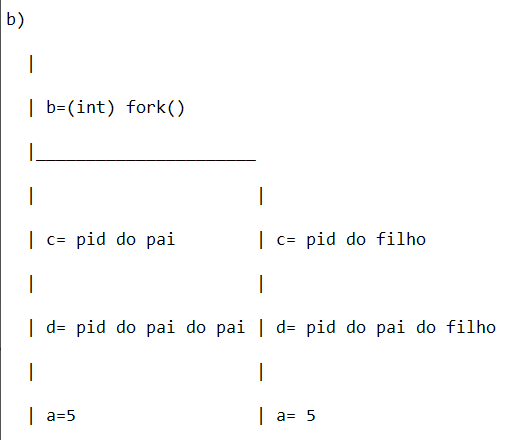 b)
|
| b=(int) fork()
|______________________
| |
| c= pid do pai | c= pid do filho
| |
| d= pid do pai do pai | d= pid do pai do filho
| |
| a=5 | a= 5